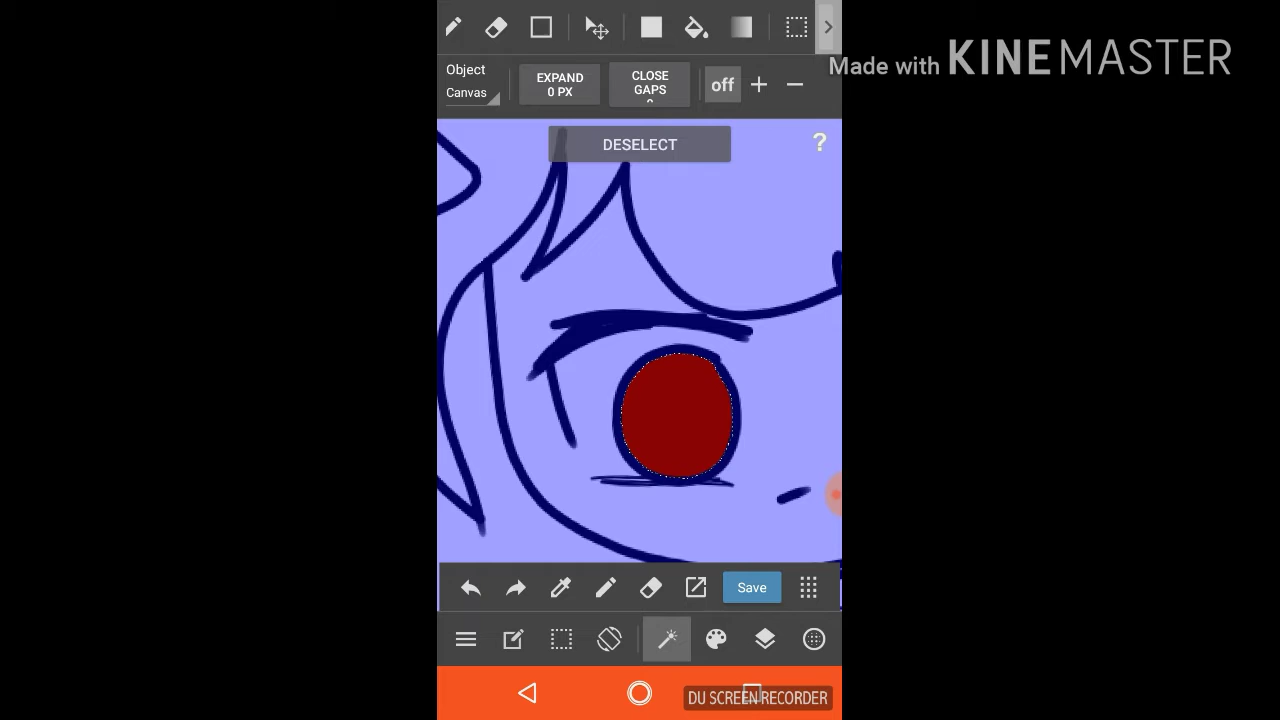 Made with KINEMASTER
Object
Canvas
EXPAND
0 PX
CLOSE
GAPS
off
DESELECT
?
Save
DU SCREEN RECORDER